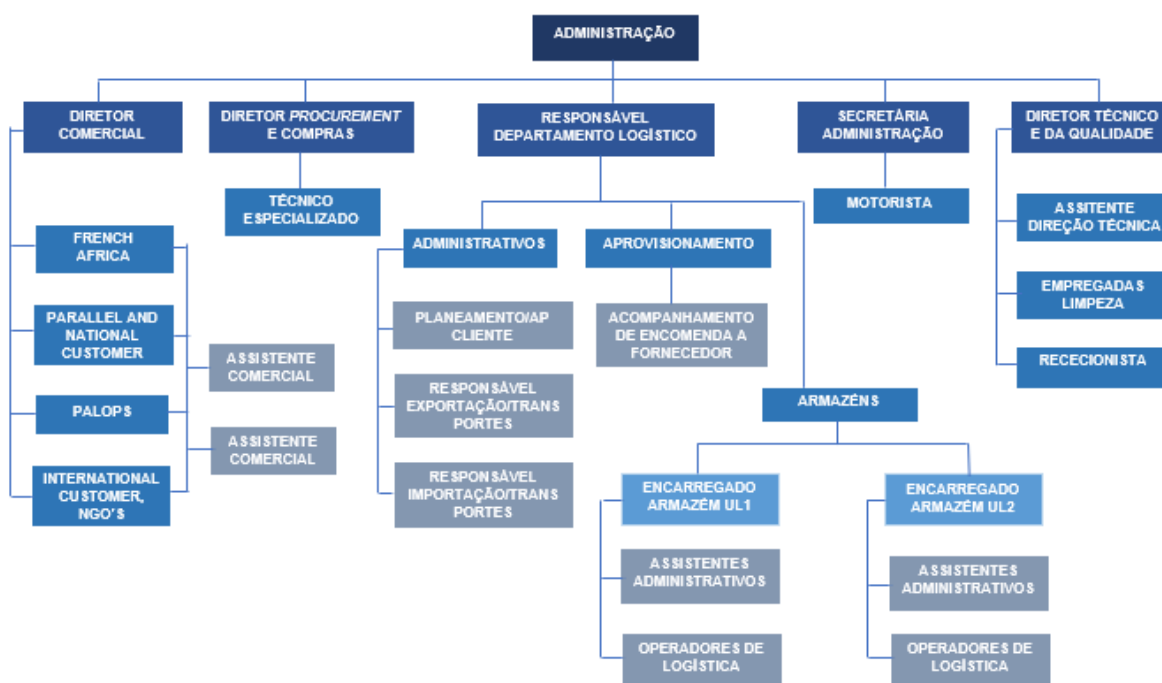 ADMINISTRAÇÃO
DIRETOR
COMERCIAL
DIRETOR PROCUREMENT
E COMPRAS
RESPONSÁVEL
DEPARTAMENTO LOGÍSTICO
SECRETÁRIA
ADMINISTRAÇÃO
DIRETOR TÉCNICO
E DA QUALIDADE
TÉCNICO
ESPECIALIZADO
MOTORISTA
ASSITENTE
DIREÇÃO TÉCNICA
FRENCH
AFRICA
ADMINISTRATIVOS
APROVISIONAMENTO
EMPREGADAS
LIMPEZA
PARALLEL AND
NATIONAL
CUSTOMER
PLANEAMENTO/AP
CLIENTE
ACOMPANHAMENTO
DE ENCOMENDA A
FORNECEDOR
ASSISTENTE
COMERCIAL
RECECIONISTA
PALOPS
RESPONSÁVEL
EXPORTAÇÃO/TRANS
PORTES
ARMAZÉNS
ASSISTENTE
COMERCIAL
INTERNATIONAL
CUSTOMER,
NGO'S
RESPONSÁVEL
IMPORTAÇÃO/TRANS
PORTES
ENCARREGADO
ARMAZÉM UL1
ENCARREGADO
ARMAZÉM UL2
ASSISTENTES
ADMINISTRATIVOS
ASSISTENTES
ADMINISTRATIVOS
OPERADORES DE
LOGÍSTICA
OPERADORES DE
LOGÍSTICA